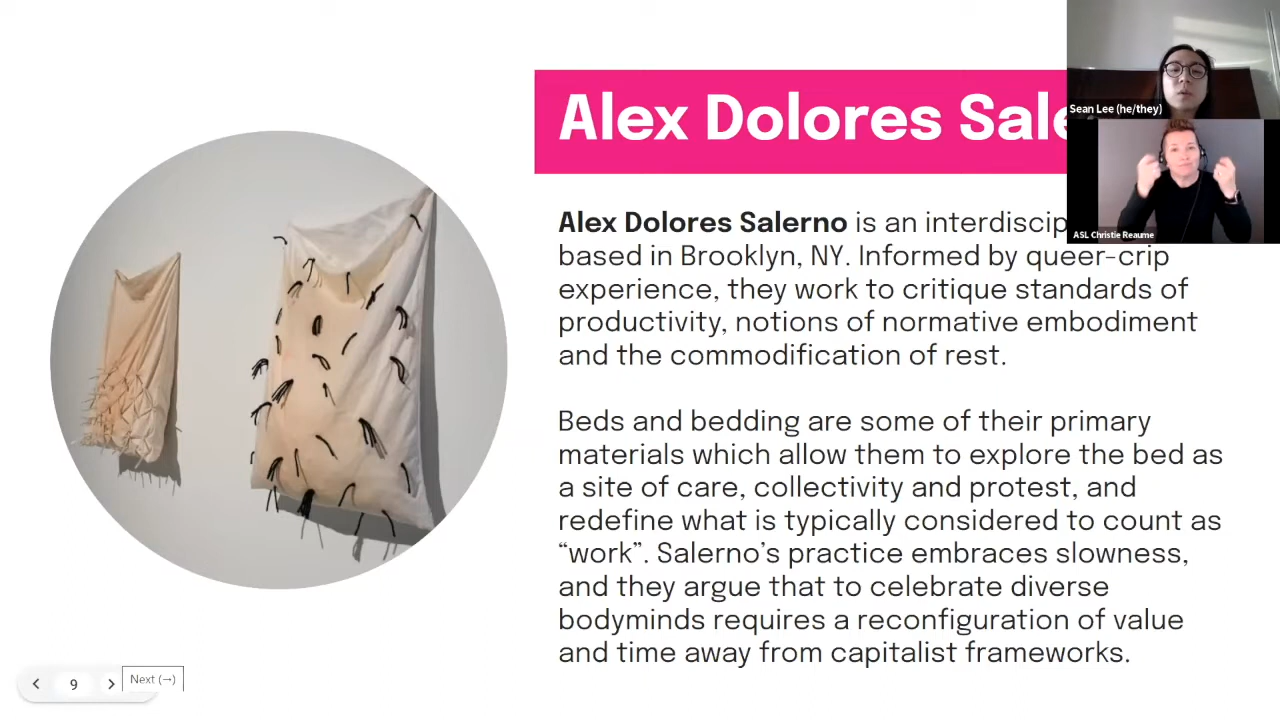 Alex Dolores
Sean Lee (he/they)
ASL Christie Reaume
Alex Dolores Salerno is an
based in Brooklyn, NY. Informed by queer-crip
experience, they work to critique standards of
productivity, notions of normative embodiment
and the commodification of rest.
Beds and bedding are some of their primary
materials which allow them to explore the bed as
a site of care, collectivity and protest, and
redefine what is typically considered to count as
“work”. Salerno’s practice embraces slowness,
and they argue that to celebrate diverse
bodyminds requires a reconfiguration of value
and time away from capitalist frameworks.
9
Next (→)